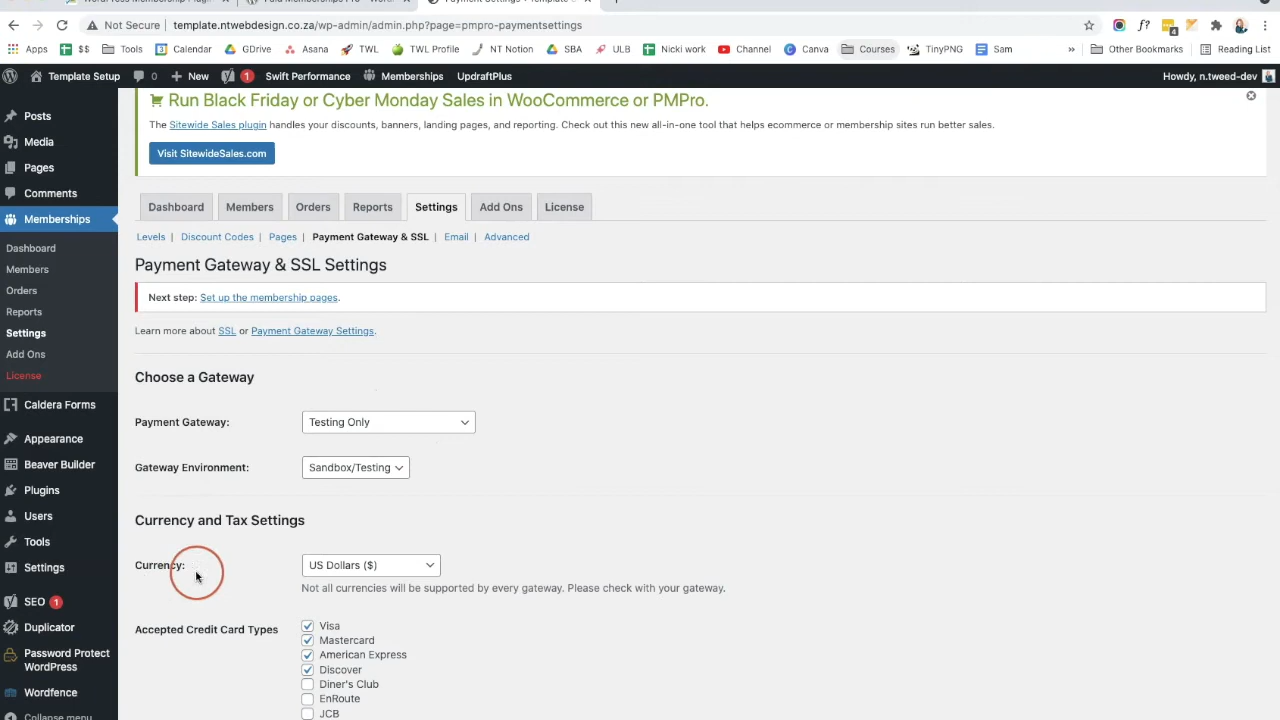 Not Secure template.ntwebdesign.co.za/wp-admin/admin.php?page=pmpro-paymentsettings
Apps $$ Tools Calendar GDrive Asana TWL TWL Profile NT Notion SBA ULB Nicki work Channel Canva Courses TinyPNG Sam » Other Bookmarks Reading List
Template Setup 0 New 1 Swift Performance Memberships UpdraftPlus Howdy, n.tweed-dev
Posts
Media
Pages
Comments
Memberships
Dashboard
Members
Orders
Reports
Settings
Add Ons
License
Caldera Forms
Appearance
Beaver Builder
Plugins
Users
Tools
Settings
SEO 1
Duplicator
Password Protect
WordPress
Wordfence
Collapse menu
Run Black Friday or Cyber Monday Sales in WooCommerce or PMPro.
The Sitewide Sales plugin handles your discounts, banners, landing pages, and reporting. Check out this new all-in-one tool that helps ecommerce or membership sites run better sales.
Visit SitewideSales.com
Dashboard Members Orders Reports Settings Add Ons License
Levels | Discount Codes | Pages | Payment Gateway & SSL | Email | Advanced
Payment Gateway & SSL Settings
Next step: Set up the membership pages.
Learn more about SSL or Payment Gateway Settings.
Choose a Gateway
Payment Gateway: Testing Only
Gateway Environment: Sandbox/Testing
Currency and Tax Settings
Currency: US Dollars ($)
Not all currencies will be supported by every gateway. Please check with your gateway.
Accepted Credit Card Types Visa
Mastercard
American Express
Discover
Diner's Club
EnRoute
JCB